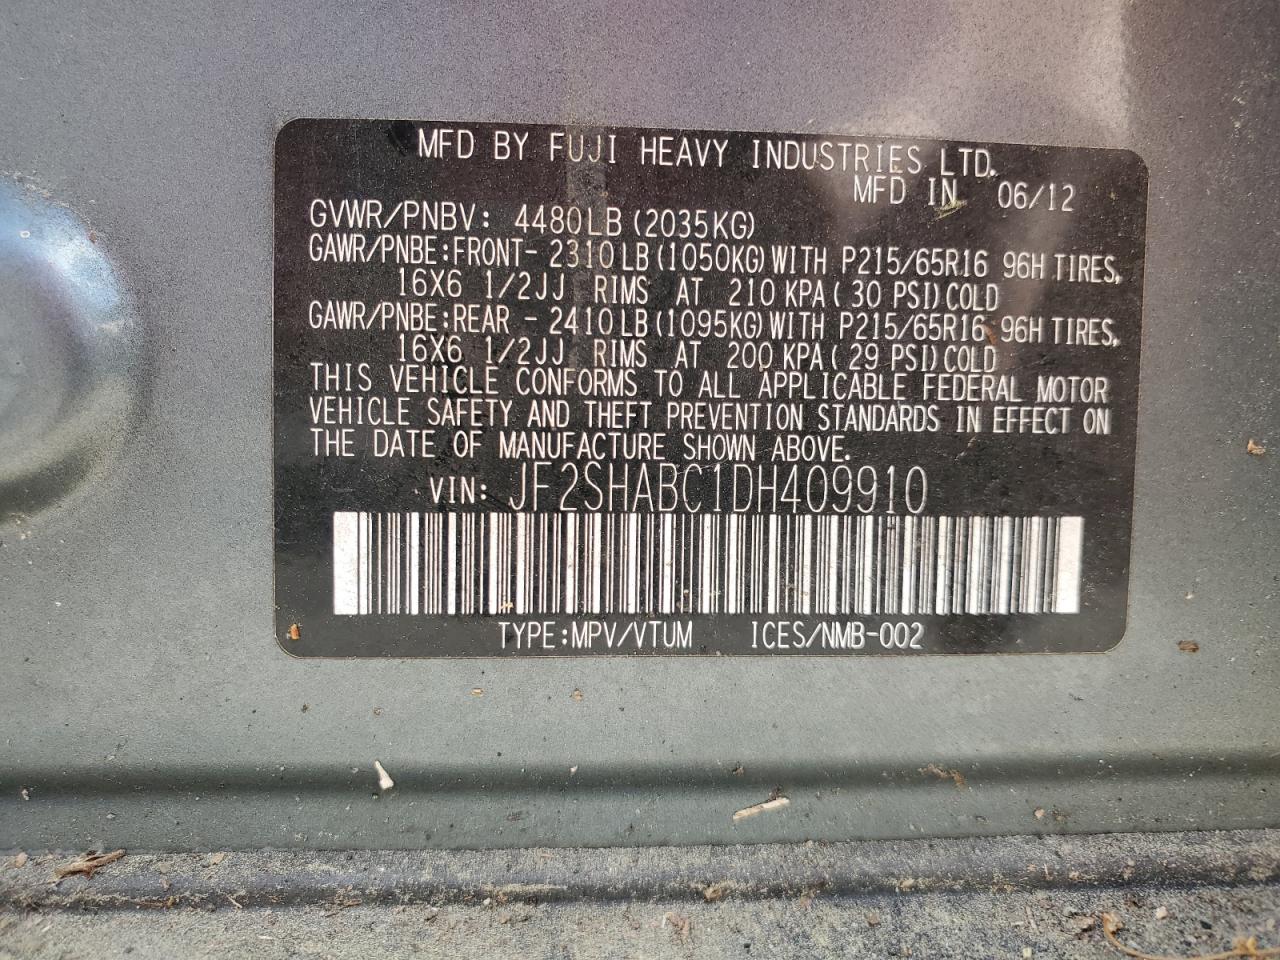 MFD BY FUJI HEAVY INDUSTRIES LTD.
MFD IN 06/12
GVWR/PNBV: 4480LB (2035KG)
GAWR/PNBE:FRONT- 2310LB (1050KG)WITH P215/65R16 96H TIRES,
16X6 1/2JJ RIMS AT 210 KPA(30 PSI)COLD
GAWR/PNBE:REAR - 2410LB (1095KG)WITH P215/65R16 96H TIRES,
16X6 1/2JJ RIMS AT 200 KPA(29 PSI)COLD
THIS VEHICLE CONFORMS TO ALL APPLICABLE FEDERAL MOTOR
VEHICLE SAFETY AND THEFT PREVENTION STANDARDS IN EFFECT ON
THE DATE OF MANUFACTURE SHOWN ABOVE.
VIN: JF2SHABC1DH409910
TYPE:MPV/VTUM ICES/NMB-002